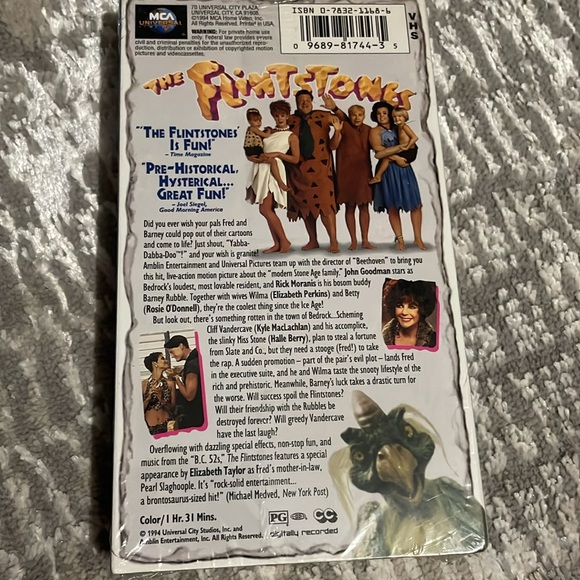 MCA
UNIVERSAL
70 UNIVERSAL CITY PLAZA,
UNIVERSAL CITY, CA 91608.
©1994 MCA Home Video, Inc.
All Rights Reserved. Printed in USA.
WARNING: For private home use
only. Federal law provides severe
civil and criminal penalties for the unauthorized repro-
duction, distribution or exhibition of copyrighted motion
pictures and videocassettes.
ISBN 0-7832-1168-6
0 9689-81744-3 5
VHS
THE FLINTSTONES
"'THE FLINTSTONES'
IS FUN!"
– Time Magazine
"PRE-HISTORICAL,
HYSTERICAL...
GREAT FUN!"
– Joel Siegel,
Good Morning America
Did you ever wish your pals Fred and
Barney could pop out of their cartoons
and come to life? Just shout, "Yabba-
Dabba-Doo™!" and your wish is granite!
Amblin Entertainment and Universal Pictures team up with the director of "Beethoven" to bring you
this hit, live-action motion picture about the "modern Stone Age family." John Goodman stars as
Bedrock's loudest, most lovable resident, and Rick Moranis is his bosom buddy
Barney Rubble. Together with wives Wilma (Elizabeth Perkins) and Betty
(Rosie O'Donnell), they're the coolest thing since the Ice Age!
But look out, there's something rotten in the town of Bedrock...Scheming
Cliff Vandercave (Kyle MacLachlan) and his accomplice,
the slinky Miss Stone (Halle Berry), plan to steal a fortune
from Slate and Co., but they need a stooge (Fred!) to take
the rap. A sudden promotion - part of the pair's evil plot - lands Fred
in the executive suite, and he and Wilma taste the snooty lifestyle of the
rich and prehistoric. Meanwhile, Barney's luck takes a drastic turn for
the worse. Will success spoil the Flintstones?
Will their friendship with the Rubbles be
destroyed forever? Will greedy Vandercave
have the last laugh?
Overflowing with dazzling special effects, non-stop fun, and
music from the "B.C. 52s," The Flintstones features a special
appearance by Elizabeth Taylor as Fred's mother-in-law,
Pearl Slaghoople. It's "rock-solid entertainment...
a brontosaurus-sized hit!" (Michael Medved, New York Post)
Color/1 Hr. 31 Mins.
© 1994 Universal City Studios, Inc. and
Amblin Entertainment, Inc. All Rights Reserved.
PG
CC
digitally recorded